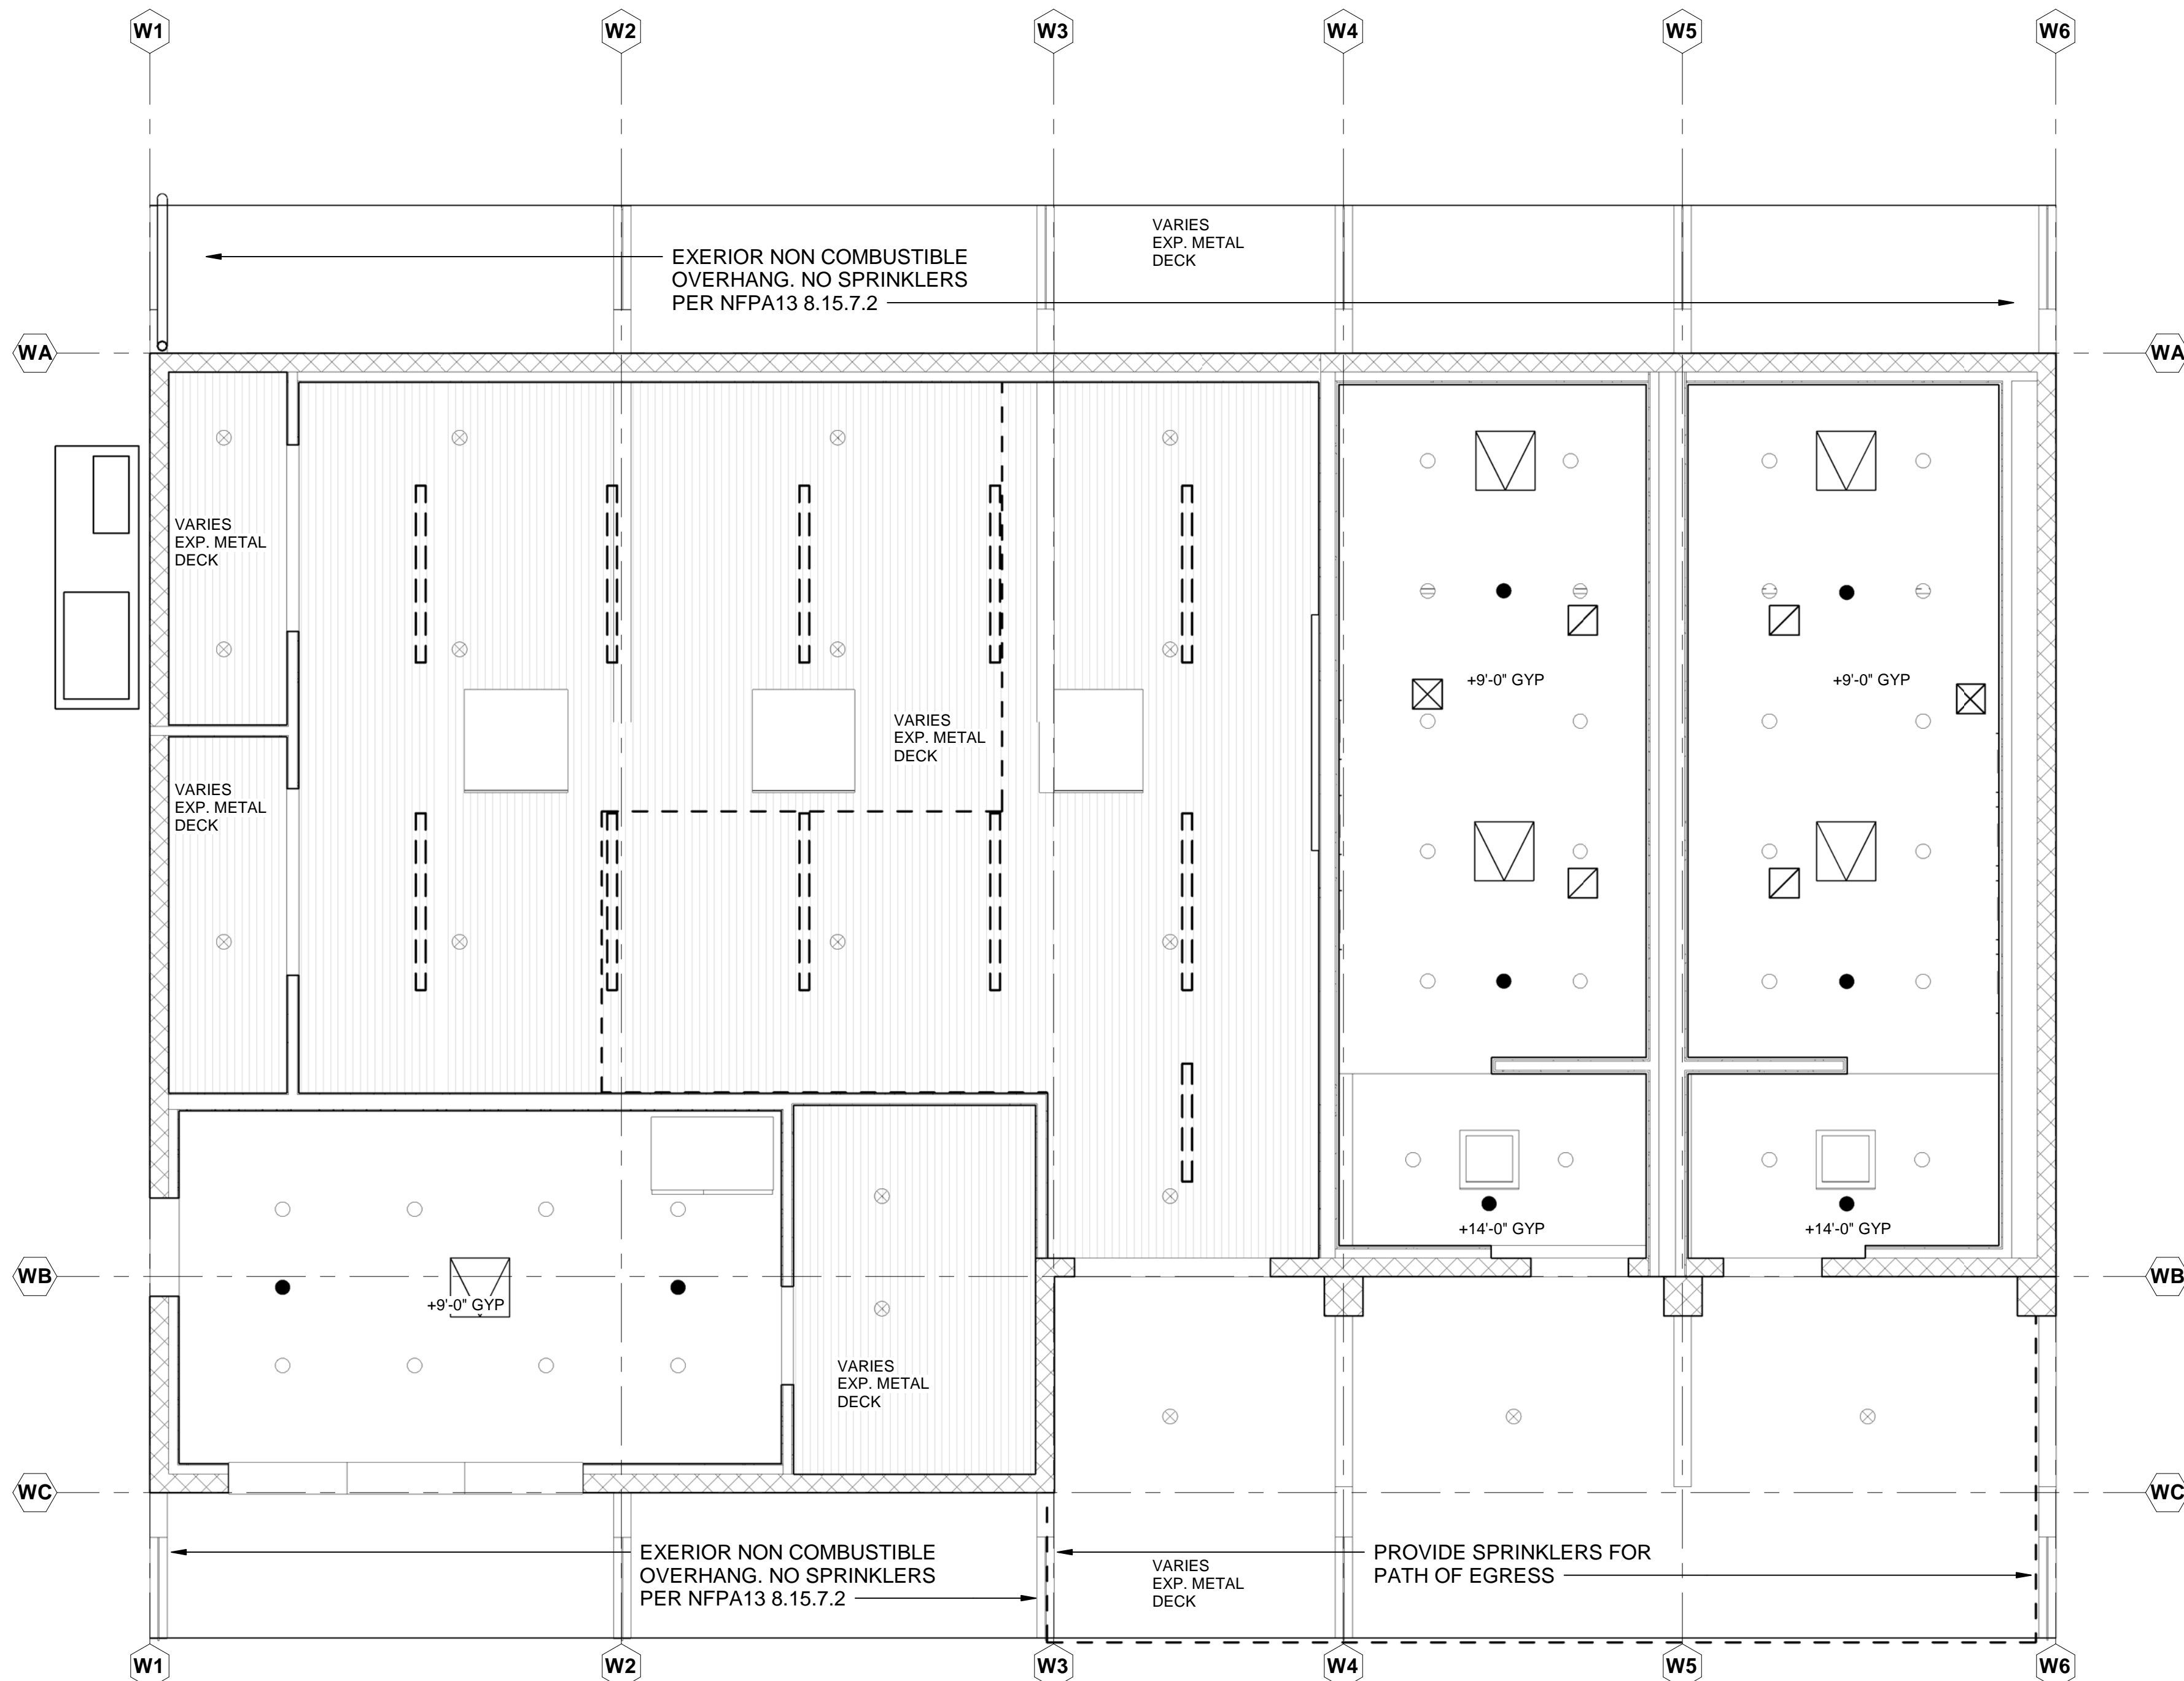 W1
W2
W3
W4
W5
W6
VARIES
EXP. METAL
DECK
EXERIOR NON COMBUSTIBLE
OVERHANG. NO SPRINKLERS
PER NFPA13 8.15.7.2
WA
WA
VARIES
EXP. METAL
DECK
+9'-0" GYP
+9'-0" GYP
VARIES
EXP. METAL
DECK
VARIES
EXP. METAL
DECK
+14'-0" GYP
+14'-0" GYP
WB
WB
+9'-0" GYP
VARIES
EXP. METAL
DECK
WC
WC
EXERIOR NON COMBUSTIBLE
OVERHANG. NO SPRINKLERS
PER NFPA13 8.15.7.2
VARIES
EXP. METAL
DECK
PROVIDE SPRINKLERS FOR
PATH OF EGRESS
W1
W2
W3
W4
W5
W6